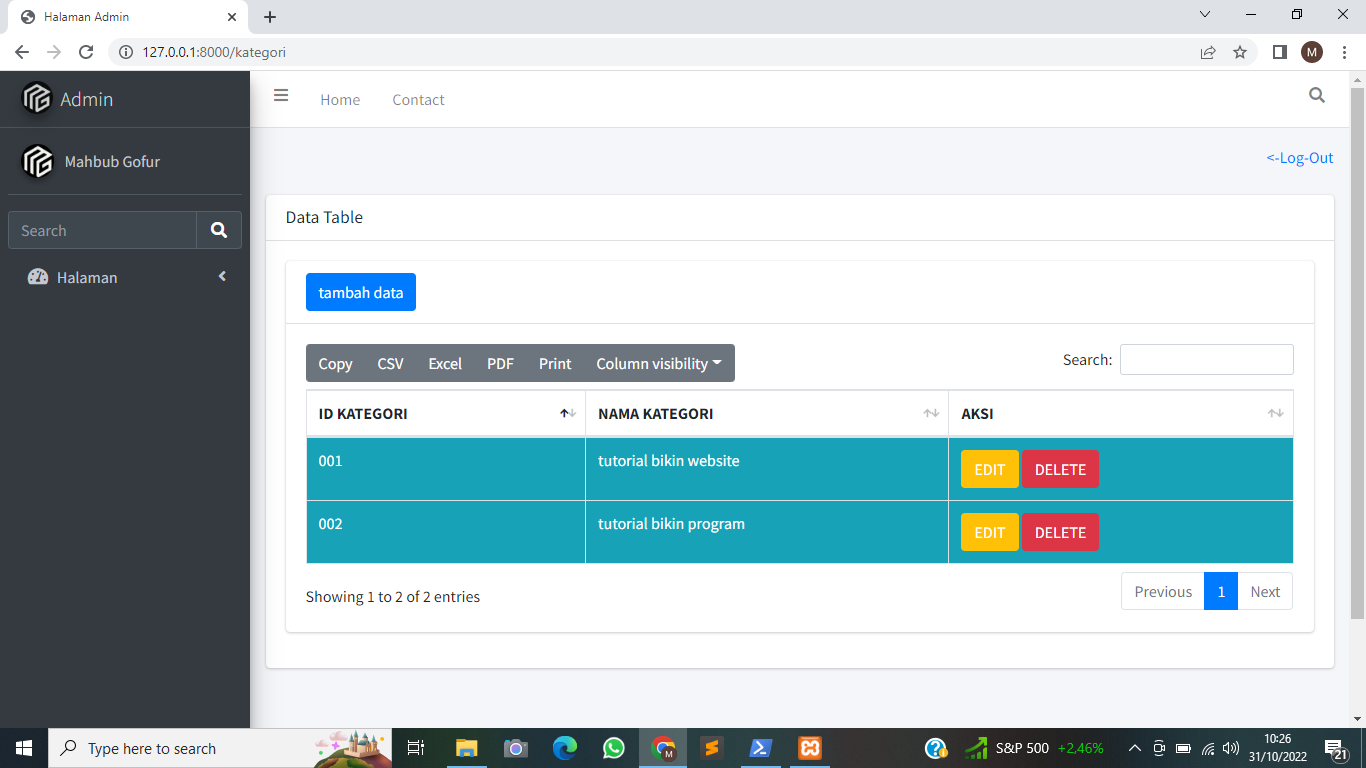 Halaman Admin
127.0.0.1:8000/kategori
M
Admin
Home
Contact
Mahbub Gofur
<-Log-Out
Search
Halaman
Data Table
tambah data
Copy CSV Excel PDF Print Column visibility
Search:
ID KATEGORI NAMA KATEGORI AKSI
001 tutorial bikin website EDIT DELETE
002 tutorial bikin program EDIT DELETE
Showing 1 to 2 of 2 entries
Previous 1 Next
Type here to search
M
S&P 500 +2,46%
10:26
31/10/2022
21